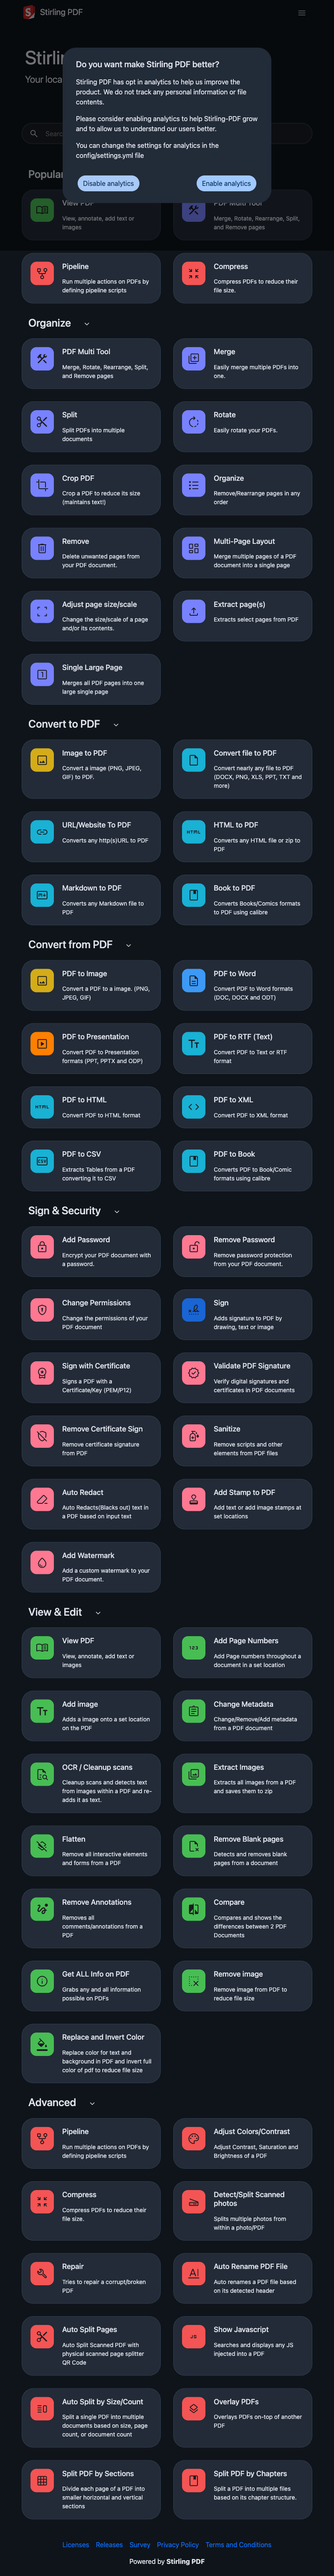 Stirling PDF
Stirlin
Your loca
Do you want make Stirling PDF better?
Stirling PDF has opt in analytics to help us improve the
product. We do not track any personal information or file
contents.
Please consider enabling analytics to help Stirling-PDF grow
and to allow us to understand our users better.
You can change the settings for analytics in the
config/settings.yml file
Disable analytics
Enable analytics
Popula
View PDF
View, annotate, add text or
images
PDF Multi Tool
Merge, Rotate, Rearrange, Split,
and Remove pages
Pipeline
Run multiple actions on PDFs by
defining pipeline scripts
Compress
Compress PDFs to reduce their
file size.
Organize
PDF Multi Tool
Merge, Rotate, Rearrange, Split,
and Remove pages
Merge
Easily merge multiple PDFs into
one.
Split
Split PDFs into multiple
documents
Rotate
Easily rotate your PDFs.
Crop PDF
Crop a PDF to reduce its size
(maintains text!)
Organize
Remove/Rearrange pages in any
order
Remove
Delete unwanted pages from
your PDF document.
Multi-Page Layout
Merge multiple pages of a PDF
document into a single page
Adjust page size/scale
Change the size/scale of a page
and/or its contents.
Extract page(s)
Extracts select pages from PDF
Single Large Page
Merges all PDF pages into one
large single page
Convert to PDF
Image to PDF
Convert a image (PNG, JPEG,
GIF) to PDF.
Convert file to PDF
Convert nearly any file to PDF
(DOCX, PNG, XLS, PPT, TXT and
more)
URL/Website To PDF
Converts any http(s)URL to PDF
HTML
HTML to PDF
Converts any HTML file or zip to
PDF
Markdown to PDF
Converts any Markdown file to
PDF
Book to PDF
Converts Books/Comics formats
to PDF using calibre
Convert from PDF
PDF to Image
Convert a PDF to a image. (PNG,
JPEG, GIF)
PDF to Word
Convert PDF to Word formats
(DOC, DOCX and ODT)
PDF to Presentation
Convert PDF to Presentation
formats (PPT, PPTX and ODP)
PDF to RTF (Text)
Convert PDF to Text or RTF
format
HTML
PDF to HTML
Convert PDF to HTML format
PDF to XML
Convert PDF to XML format
CSV
PDF to CSV
Extracts Tables from a PDF
converting it to CSV
PDF to Book
Converts PDF to Book/Comic
formats using calibre
Sign & Security
Add Password
Encrypt your PDF document with
a password.
Remove Password
Remove password protection
from your PDF document.
Change Permissions
Change the permissions of your
PDF document
Sign
Adds signature to PDF by
drawing, text or image
Sign with Certificate
Signs a PDF with a
Certificate/Key (PEM/P12)
Validate PDF Signature
Verify digital signatures and
certificates in PDF documents
Remove Certificate Sign
Remove certificate signature
from PDF
Sanitize
Remove scripts and other
elements from PDF files
Auto Redact
Auto Redacts(Blacks out) text in
a PDF based on input text
Add Stamp to PDF
Add text or add image stamps at
set locations
Add Watermark
Add a custom watermark to your
PDF document.
View & Edit
View PDF
View, annotate, add text or
images
123
Add Page Numbers
Add Page numbers throughout a
document in a set location
Add image
Adds a image onto a set location
on the PDF
Change Metadata
Change/Remove/Add metadata
from a PDF document
OCR / Cleanup scans
Cleanup scans and detects text
from images within a PDF and re-
adds it as text.
Extract Images
Extracts all images from a PDF
and saves them to zip
Flatten
Remove all interactive elements
and forms from a PDF
Remove Blank pages
Detects and removes blank
pages from a document
Remove Annotations
Removes all
comments/annotations from a
PDF
Compare
Compares and shows the
differences between 2 PDF
Documents
Get ALL Info on PDF
Grabs any and all information
possible on PDFs
Remove image
Remove image from PDF to
reduce file size
Replace and Invert Color
Replace color for text and
background in PDF and invert full
color of pdf to reduce file size
Advanced
Pipeline
Run multiple actions on PDFs by
defining pipeline scripts
Adjust Colors/Contrast
Adjust Contrast, Saturation and
Brightness of a PDF
Compress
Compress PDFs to reduce their
file size.
Detect/Split Scanned
photos
Splits multiple photos from
within a photo/PDF
Repair
Tries to repair a corrupt/broken
PDF
Auto Rename PDF File
Auto renames a PDF file based
on its detected header
Auto Split Pages
Auto Split Scanned PDF with
physical scanned page splitter
QR Code
JS
Show Javascript
Searches and displays any JS
injected into a PDF
Auto Split by Size/Count
Split a single PDF into multiple
documents based on size, page
count, or document count
Overlay PDFs
Overlays PDFs on-top of another
PDF
Split PDF by Sections
Divide each page of a PDF into
smaller horizontal and vertical
sections
Split PDF by Chapters
Split a PDF into multiple files
based on its chapter structure.
Licenses Releases Survey Privacy Policy Terms and Conditions
Powered by Stirling PDF